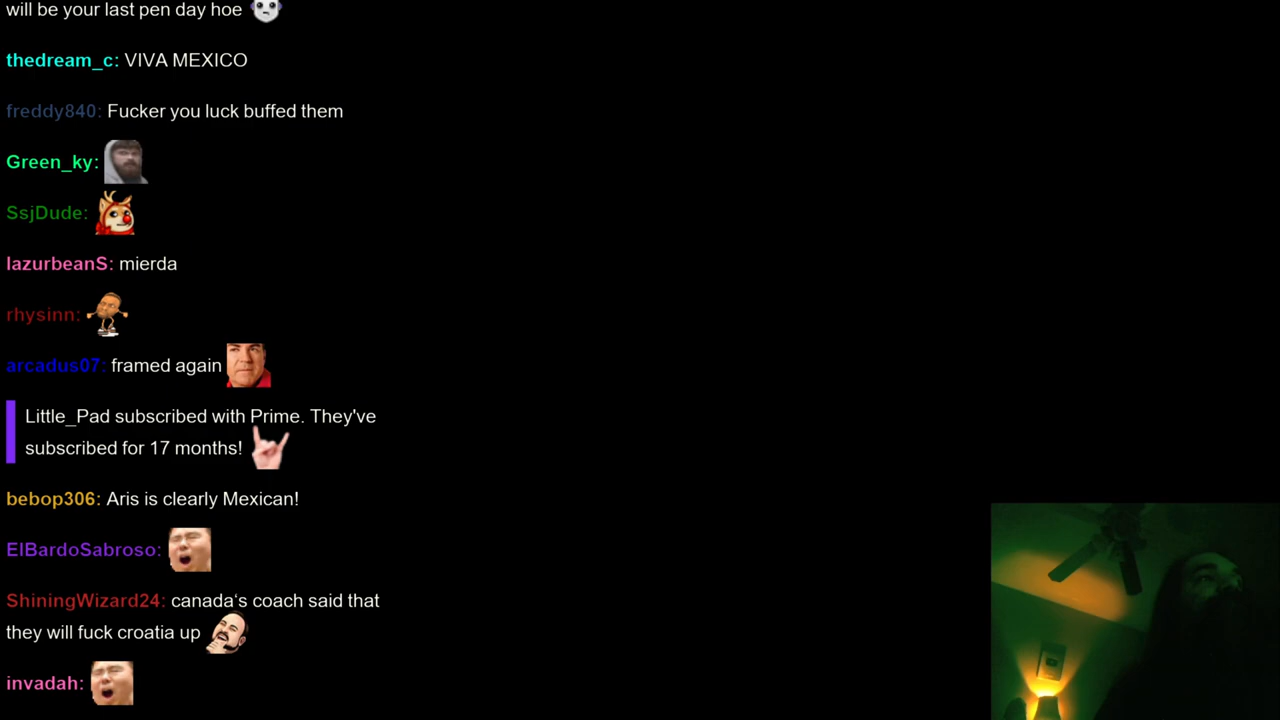 will be your last pen day hoe
thedream_c: VIVA MEXICO
freddy840: Fucker you luck buffed them
Green_ky:
SsjDude:
lazurbeanS: mierda
rhysinn:
arcadus07: framed again
Little_Pad subscribed with Prime. They've
subscribed for 17 months!
bebop306: Aris is clearly Mexican!
ElBardoSabroso:
ShiningWizard24: canada‘s coach said that
they will fuck croatia up
invadah: